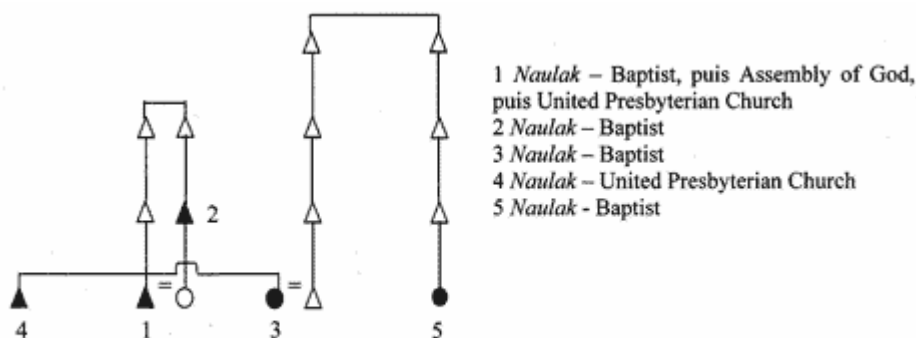 1 Naulak – Baptist, puis Assembly of God,
puis United Presbyterian Church
2 Naulak – Baptist
3 Naulak – Baptist
4 Naulak – United Presbyterian Church
5 Naulak - Baptist
2
= =
4 1 3 5